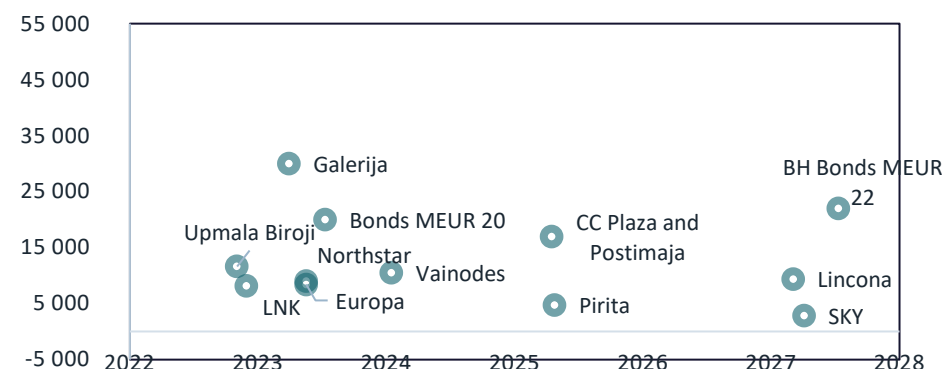 55 000
45 000
35 000
25 000
15 000
5 000
-5 000
Galerija
BH Bonds MEUR
22
Bonds MEUR 20
CC Plaza and
Postimaja
Upmala Biroji
Northstar
Vainodes
Lincona
LNK
Europa
Pirita
SKY
2022
2023
2024
2025
2026
2027
2028